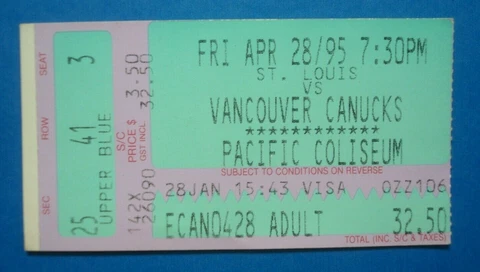 SEAT 3
ROW 41
SEC 25 UPPER BLUE
S/C 3.50
PRICE $ 32.50
GST INCL
142X
FRI APR 28/95 7:30PM
ST. LOUIS
VS
VANCOUVER CANUCKS
************
PACIFIC COLISEUM
SUBJECT TO CONDITIONS ON REVERSE
28JAN 15:43 VISA OZZ106
ECAN0428 ADULT 32.50
TOTAL (INC. S/C & TAXES)